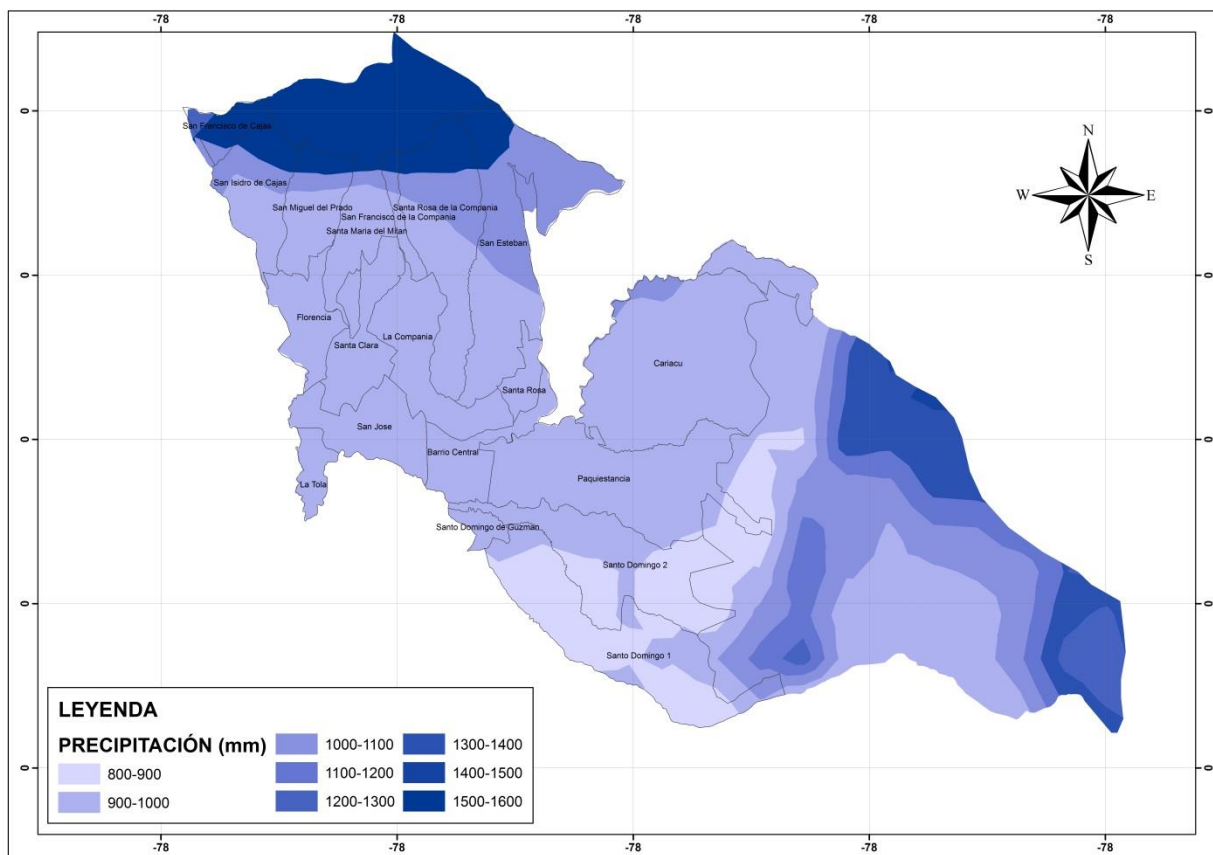 -78 -78 -78 -78 -78
0 0
San Francisco de Cajas
N
San Isidro de Cajas
W E
San Miguel del Prado Santa Rosa de la Compania
San Francisco de la Compania
Santa Maria del Milan
San Esteban
S
0 0
Florencia
La Compania
Santa Clara
Cariacu
Santa Rosa
San Jose
0 0
Barrio Central
Paquiestancia
La Tola
Santo Domingo de Guzman
Santo Domingo 2
0 0
Santo Domingo 1
LEYENDA
PRECIPITACIÓN (mm)
800-900
900-1000
1000-1100
1100-1200
1200-1300
1300-1400
1400-1500
1500-1600
0 0
-78 -78 -78 -78 -78